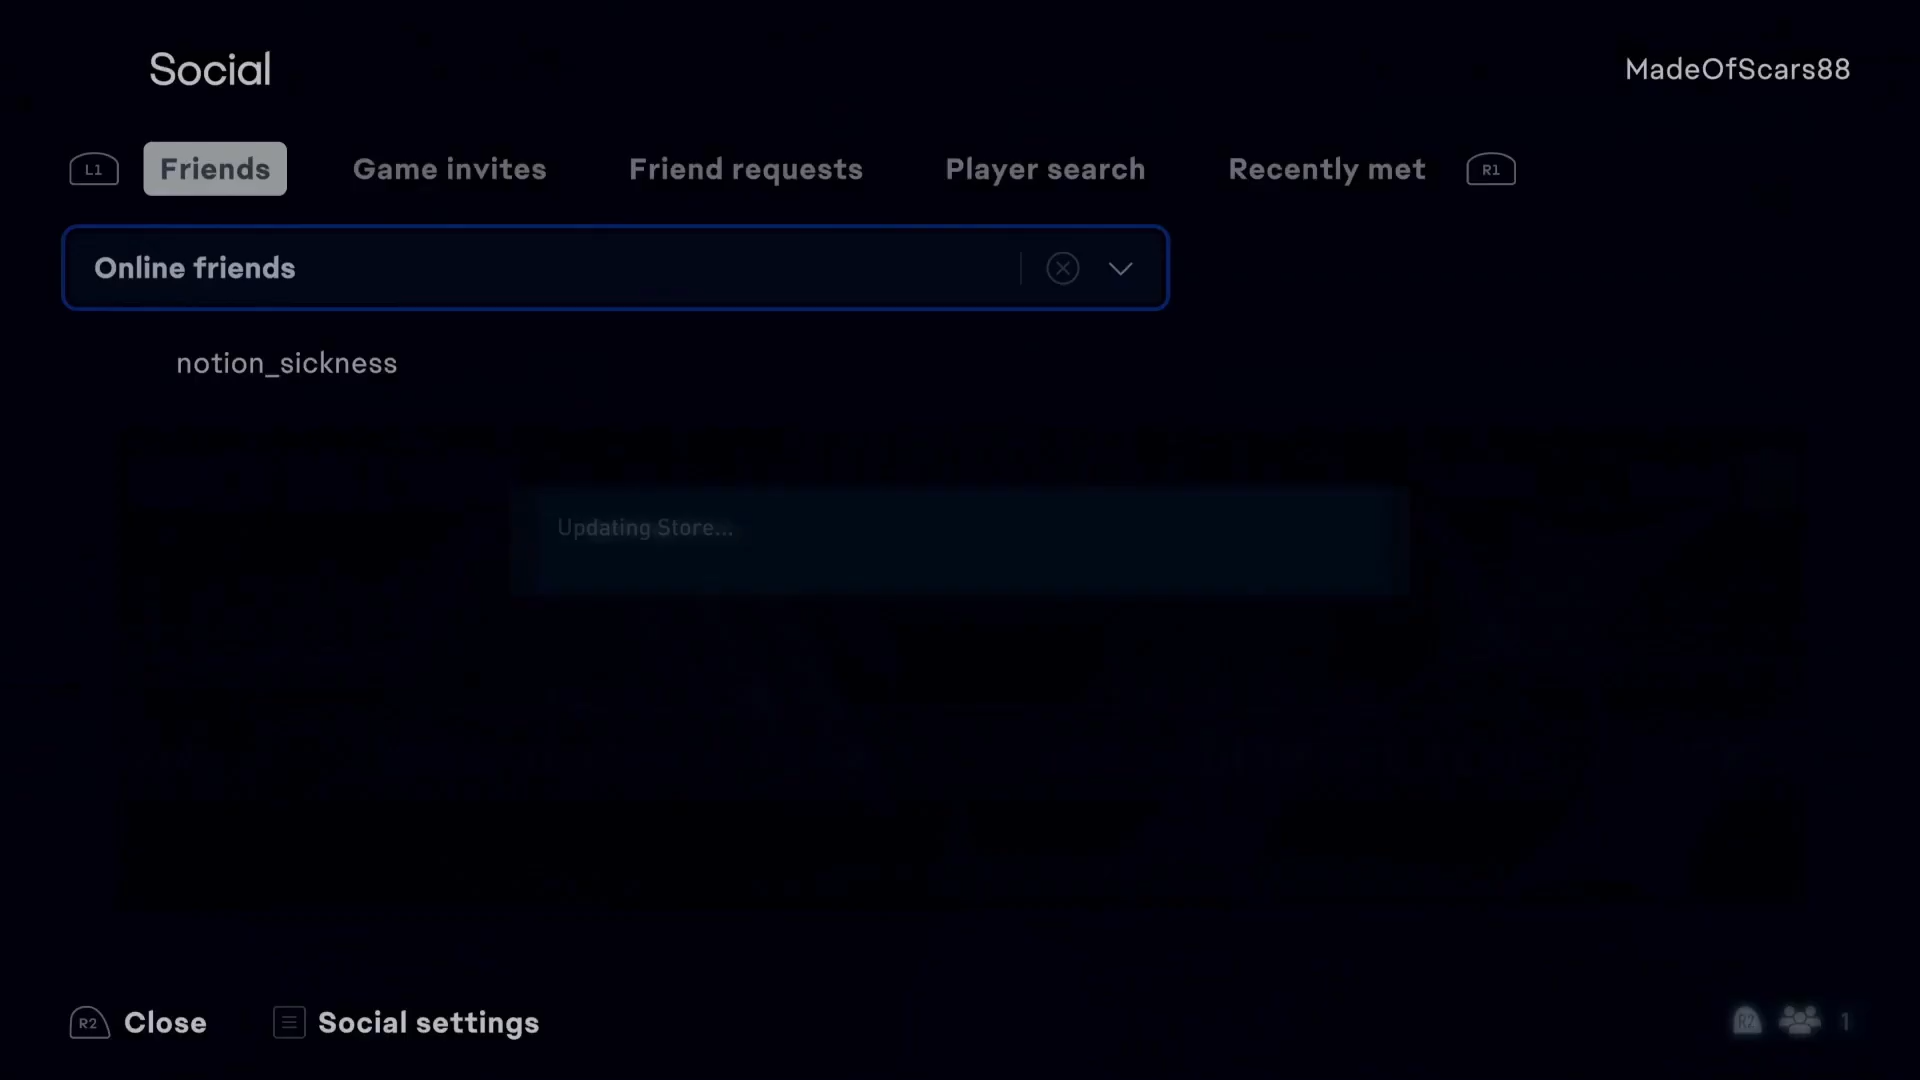 Social
MadeOfScars88
L1 Friends Game invites Friend requests Player search Recently met R1
Online friends
notion_sickness
Updating Store...
R2 Close Social settings
R2 1